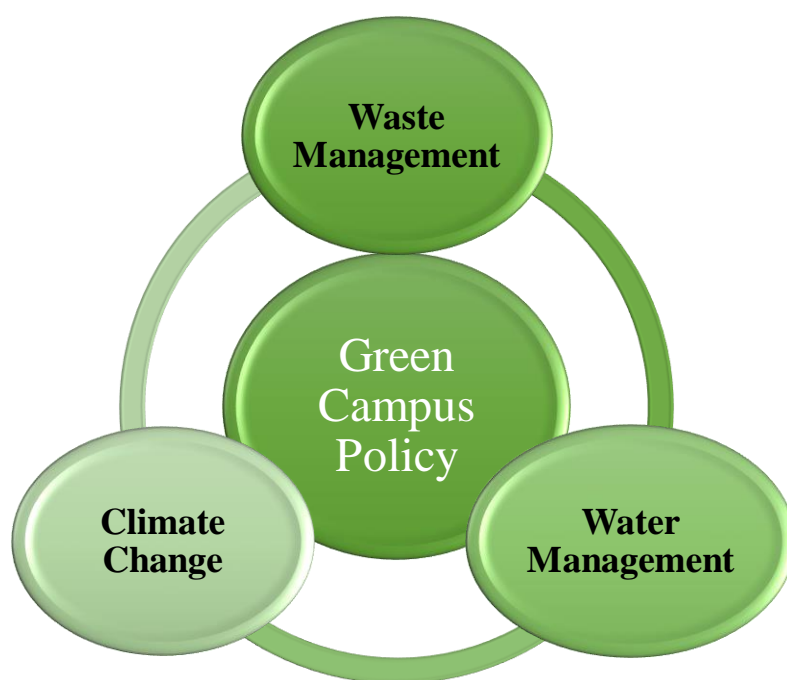 Waste
Management
Green
Campus
Policy
Climate
Change
Water
Management